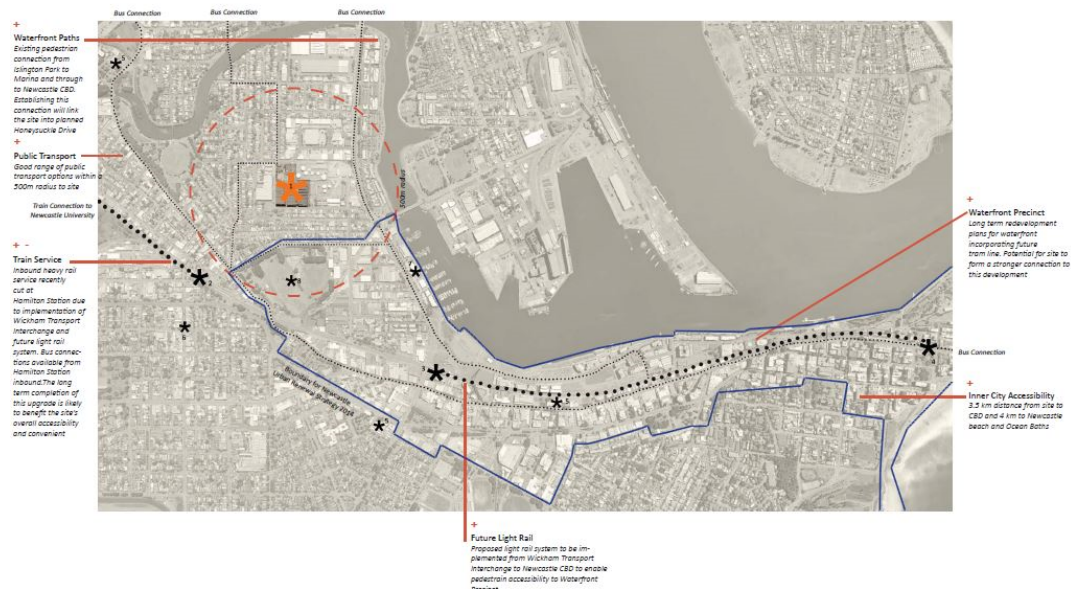 Bus Connection
Bus Connection
Bus Connection
+
Waterfront Paths
Existing pedestrian
connection from
Islington Park to
Marina and through
to Newcastle CBD.
Establishing this
connection will link
the site into planned
Honeysuckle Drive
+
Public Transport
Good range of public
transport options within a
500m radius to site
Train Connection to
Newcastle University
+ -
Train Service
Inbound heavy rail
service recently
cut at
Hamilton Station due
to implementation of
Wickham Transport
Interchange and
future light rail
system. Bus connec-
tions available from
Hamilton Station
inbound.The long
term completion of
this upgrade is likely
to benefit the site's
overall accessibility
and convenient
1
500m radius
2
3
4
5
Boundary for Newcastle
Urban Renewal Strategy 2014
+
Waterfront Precinct
Long term redevelopment
plans for waterfront
incorporating future
tram line. Potential for site to
form a stronger connection to
this development
Bus Connection
+
Inner City Accessibility
3.5 km distance from site to
CBD and 4 km to Newcastle
beach and Ocean Baths
+
Future Light Rail
Proposed light rail system to be im-
plemented from Wickham Transport
Interchange to Newcastle CBD to enable
pedestrain accessibility to Waterfront